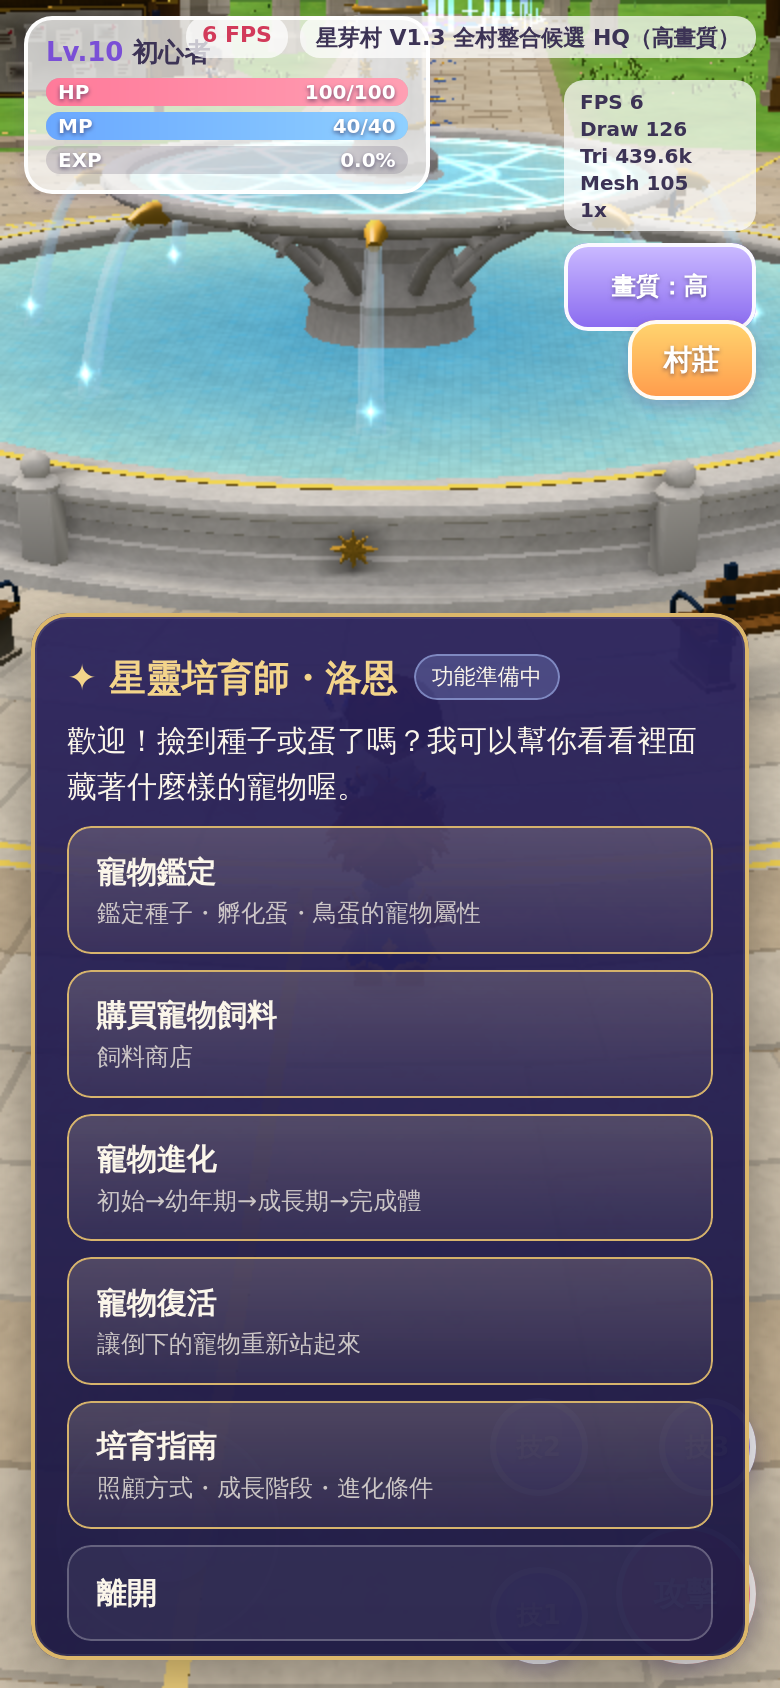 Lv.10 初心者
6 FPS
星芽村 V1.3 全村整合候選 HQ（高畫質）
HP 100/100
MP 40/40
EXP 0.0%
FPS 6
Draw 126
Tri 439.6k
Mesh 105
1x
畫質：高
村莊
✦ 星靈培育師・洛恩 功能準備中
歡迎！撿到種子或蛋了嗎？我可以幫你看看裡面
藏著什麼樣的寵物喔。
寵物鑑定
鑑定種子・孵化蛋・鳥蛋的寵物屬性
購買寵物飼料
飼料商店
寵物進化
初始→幼年期→成長期→完成體
寵物復活
讓倒下的寵物重新站起來
培育指南
照顧方式・成長階段・進化條件
技2
技3
離開
技1
攻擊